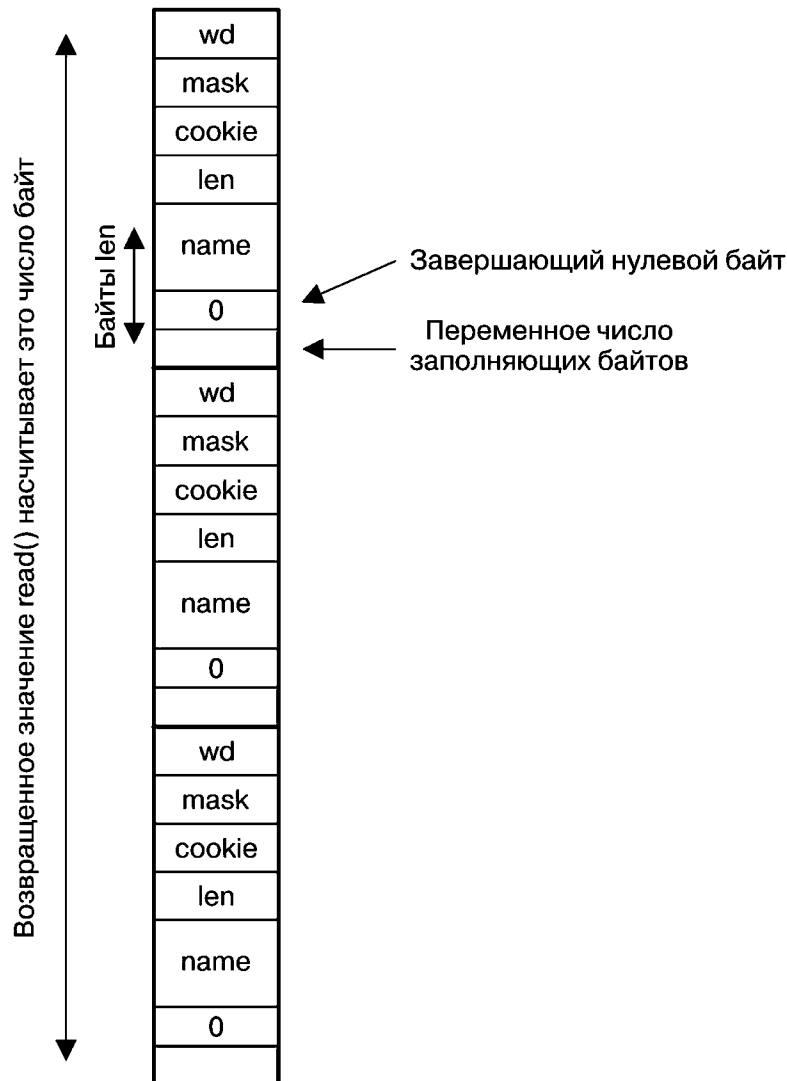 Возвращенное значение read() насчитывает это число байт
wd
mask
cookie
len
Байты len
name
0
Завершающий нулевой байт
Переменное число
заполняющих байтов
wd
mask
cookie
len
name
0
wd
mask
cookie
len
name
0